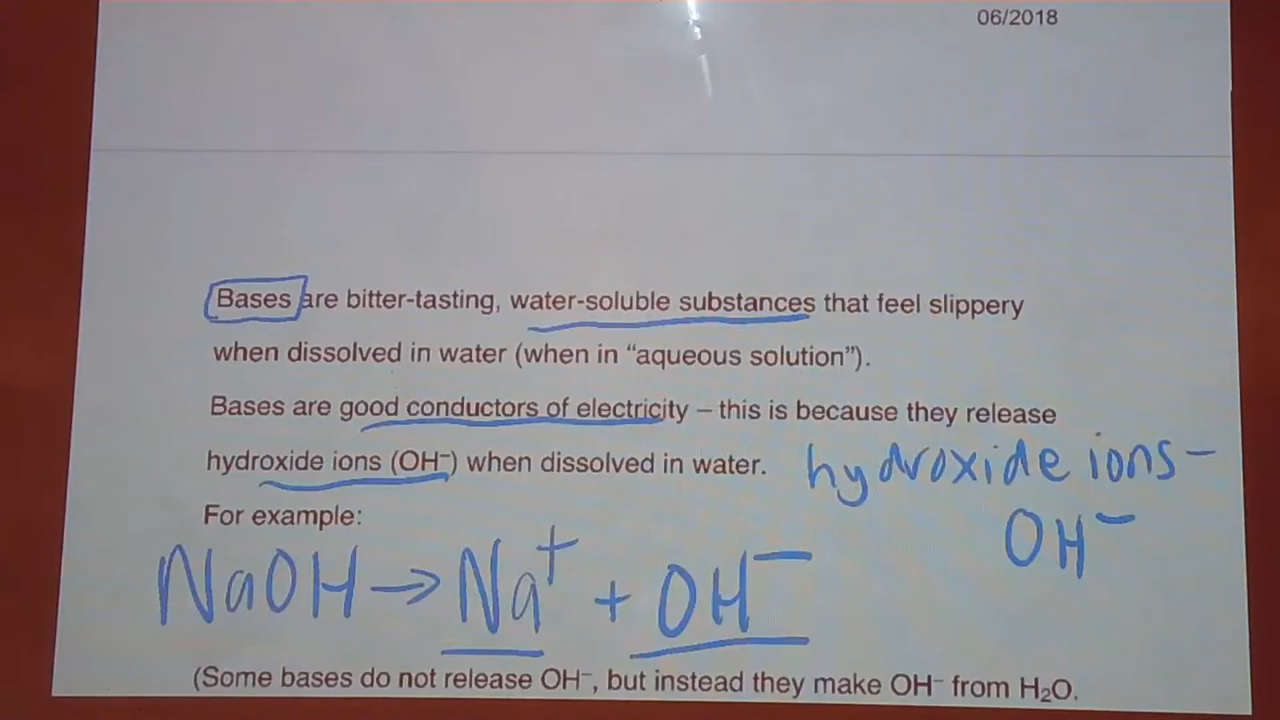 06/2018
Bases are bitter-tasting, water-soluble substances that feel slippery
when dissolved in water (when in “aqueous solution”).
Bases are good conductors of electricity – this is because they release
hydroxide ions (OH⁻) when dissolved in water. hydroxide ions –
For example:
OH⁻
NaOH → Na⁺ + OH⁻
(Some bases do not release OH⁻, but instead they make OH⁻ from H₂O.